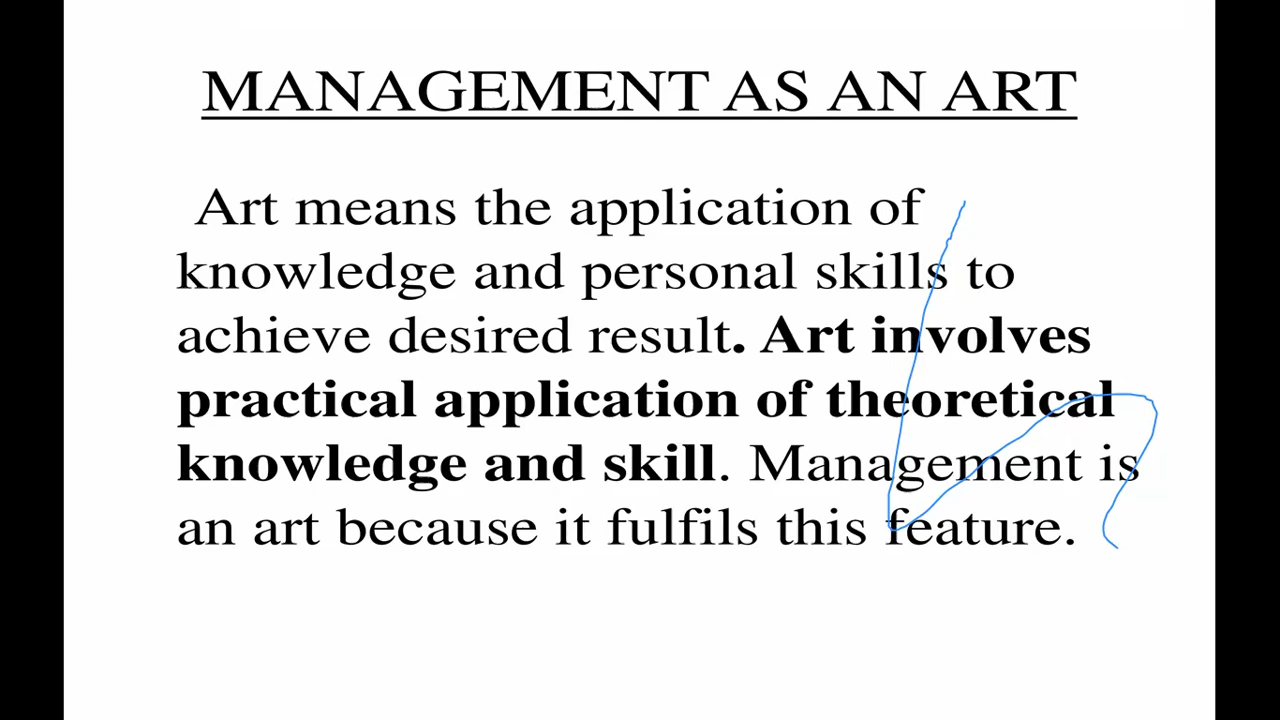 MANAGEMENT AS AN ART
Art means the application of
knowledge and personal skills to
achieve desired result. Art involves
practical application of theoretical
knowledge and skill. Management is
an art because it fulfils this feature.